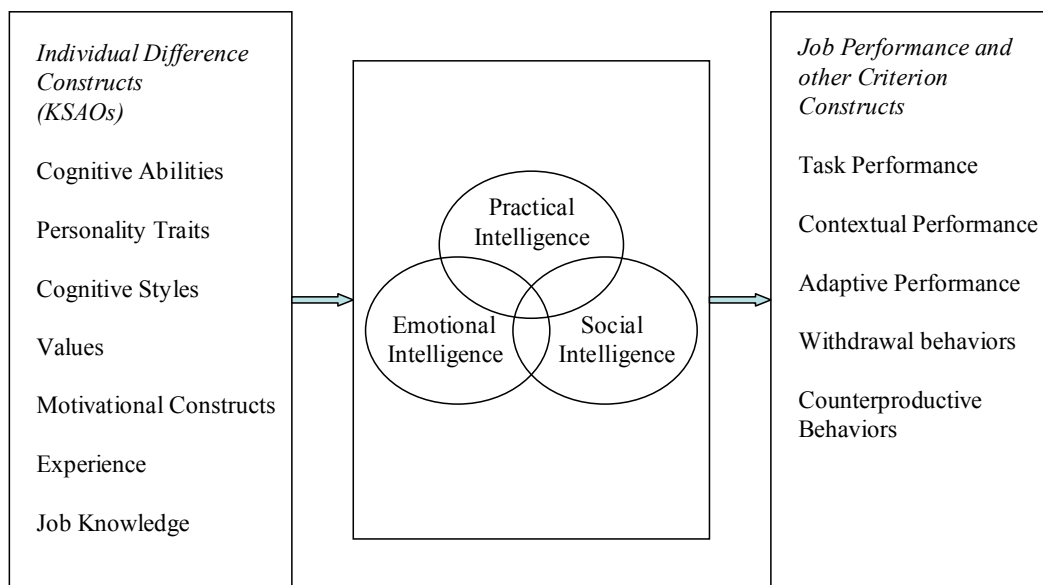 Individual Difference
Constructs
(KSAOs)
Cognitive Abilities
Personality Traits
Cognitive Styles
Values
Motivational Constructs
Experience
Job Knowledge
Practical
Intelligence
Emotional
Intelligence
Social
Intelligence
Job Performance and
other Criterion
Constructs
Task Performance
Contextual Performance
Adaptive Performance
Withdrawal behaviors
Counterproductive
Behaviors